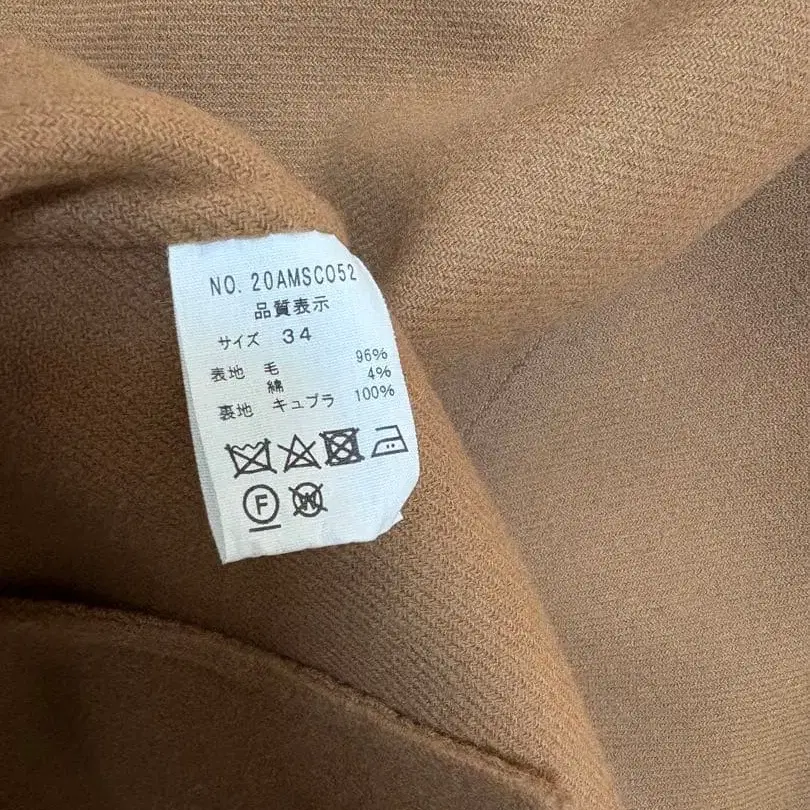 NO. 20AMSC052
品質表示
サイズ 34
表地 毛 96%
綿 4%
裏地 キュプラ 100%
F W